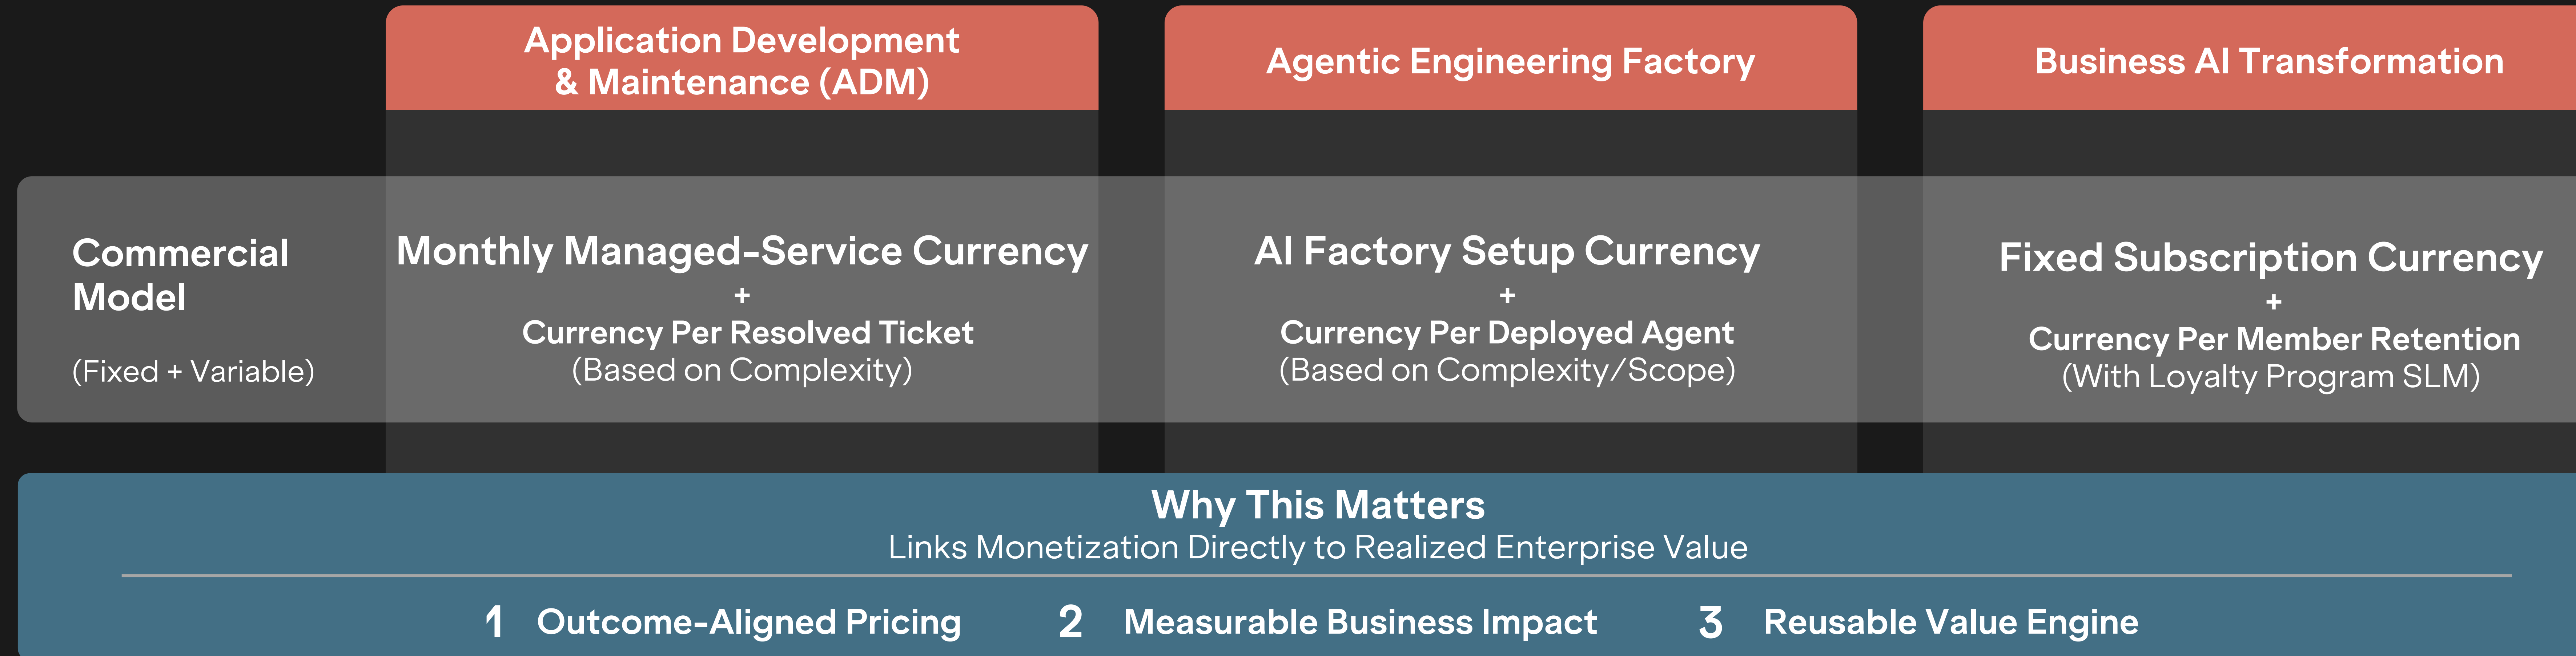 Application Development
& Maintenance (ADM)
Agentic Engineering Factory
Business AI Transformation
Commercial
Model
(Fixed + Variable)
Monthly Managed-Service Currency
+
Currency Per Resolved Ticket
(Based on Complexity)
AI Factory Setup Currency
+
Currency Per Deployed Agent
(Based on Complexity/Scope)
Fixed Subscription Currency
+
Currency Per Member Retention
(With Loyalty Program SLM)
Why This Matters
Links Monetization Directly to Realized Enterprise Value
1 Outcome-Aligned Pricing
2 Measurable Business Impact
3 Reusable Value Engine